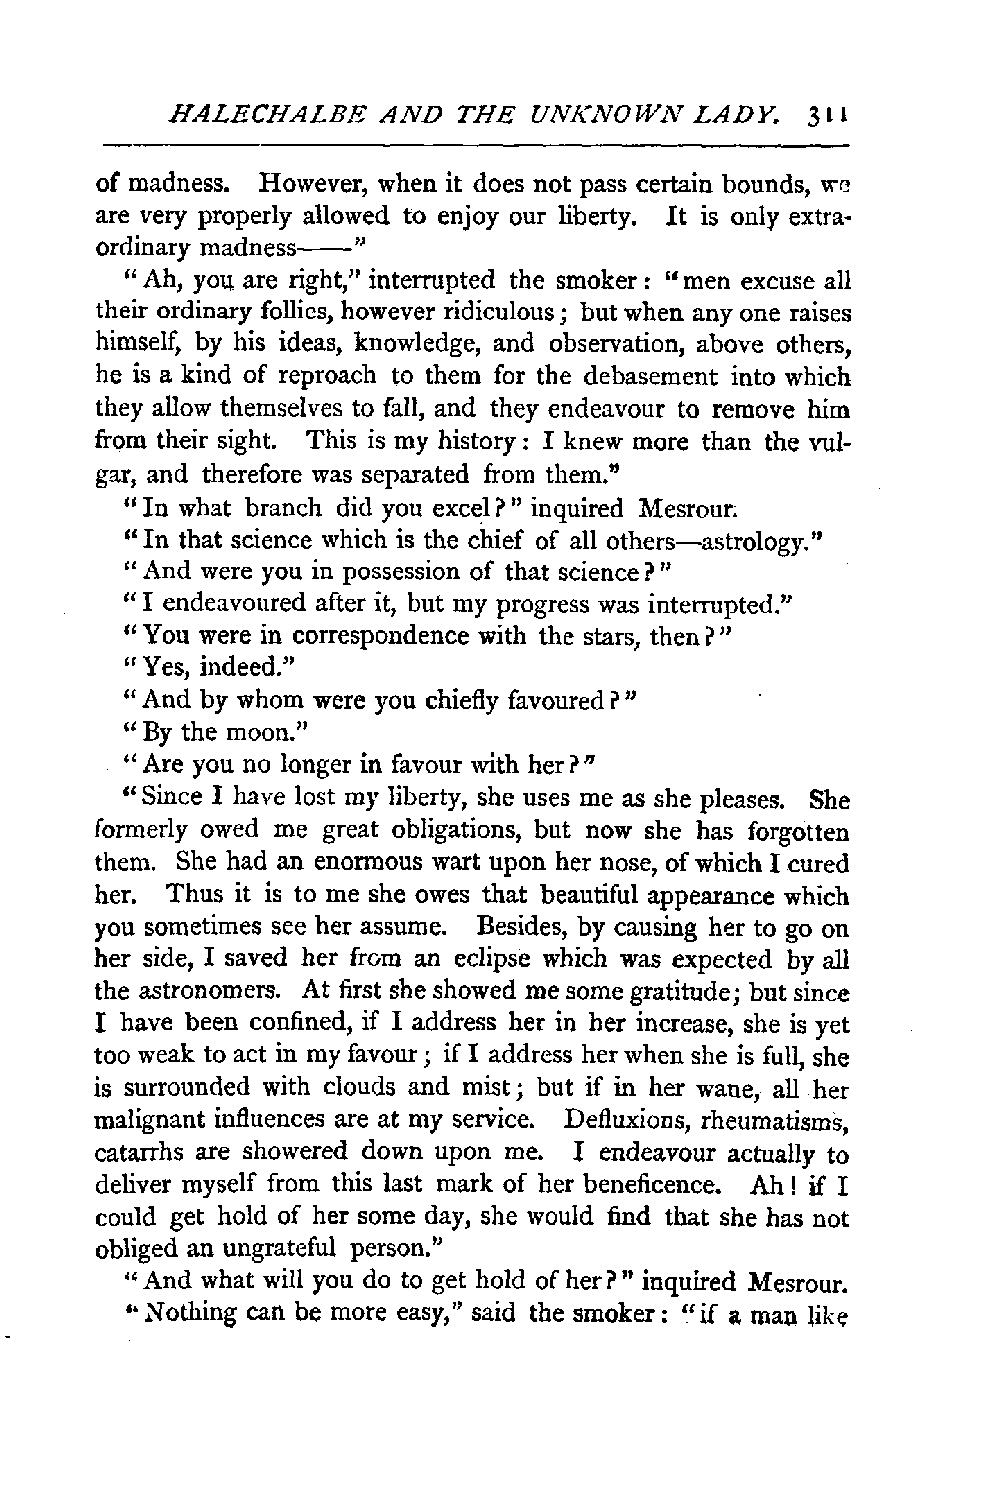 HALECHALBE AND THE UNKNOWN LADY. 311
of madness. However, when it does not pass certain bounds, we
are very properly allowed to enjoy our liberty. It is only extra-
ordinary madness——"
"Ah, you are right," interrupted the smoker: "men excuse all
their ordinary follies, however ridiculous; but when any one raises
himself, by his ideas, knowledge, and observation, above others,
he is a kind of reproach to them for the debasement into which
they allow themselves to fall, and they endeavour to remove him
from their sight. This is my history: I knew more than the vul-
gar, and therefore was separated from them."
"In what branch did you excel?" inquired Mesrour.
"In that science which is the chief of all others—astrology."
"And were you in possession of that science?"
"I endeavoured after it, but my progress was interrupted."
"You were in correspondence with the stars, then?"
"Yes, indeed."
"And by whom were you chiefly favoured?"
"By the moon."
"Are you no longer in favour with her?"
"Since I have lost my liberty, she uses me as she pleases. She
formerly owed me great obligations, but now she has forgotten
them. She had an enormous wart upon her nose, of which I cured
her. Thus it is to me she owes that beautiful appearance which
you sometimes see her assume. Besides, by causing her to go on
her side, I saved her from an eclipse which was expected by all
the astronomers. At first she showed me some gratitude; but since
I have been confined, if I address her in her increase, she is yet
too weak to act in my favour; if I address her when she is full, she
is surrounded with clouds and mist; but if in her wane, all her
malignant influences are at my service. Defluxions, rheumatisms,
catarrhs are showered down upon me. I endeavour actually to
deliver myself from this last mark of her beneficence. Ah! if I
could get hold of her some day, she would find that she has not
obliged an ungrateful person."
"And what will you do to get hold of her?" inquired Mesrour.
"Nothing can be more easy," said the smoker: "if a man like